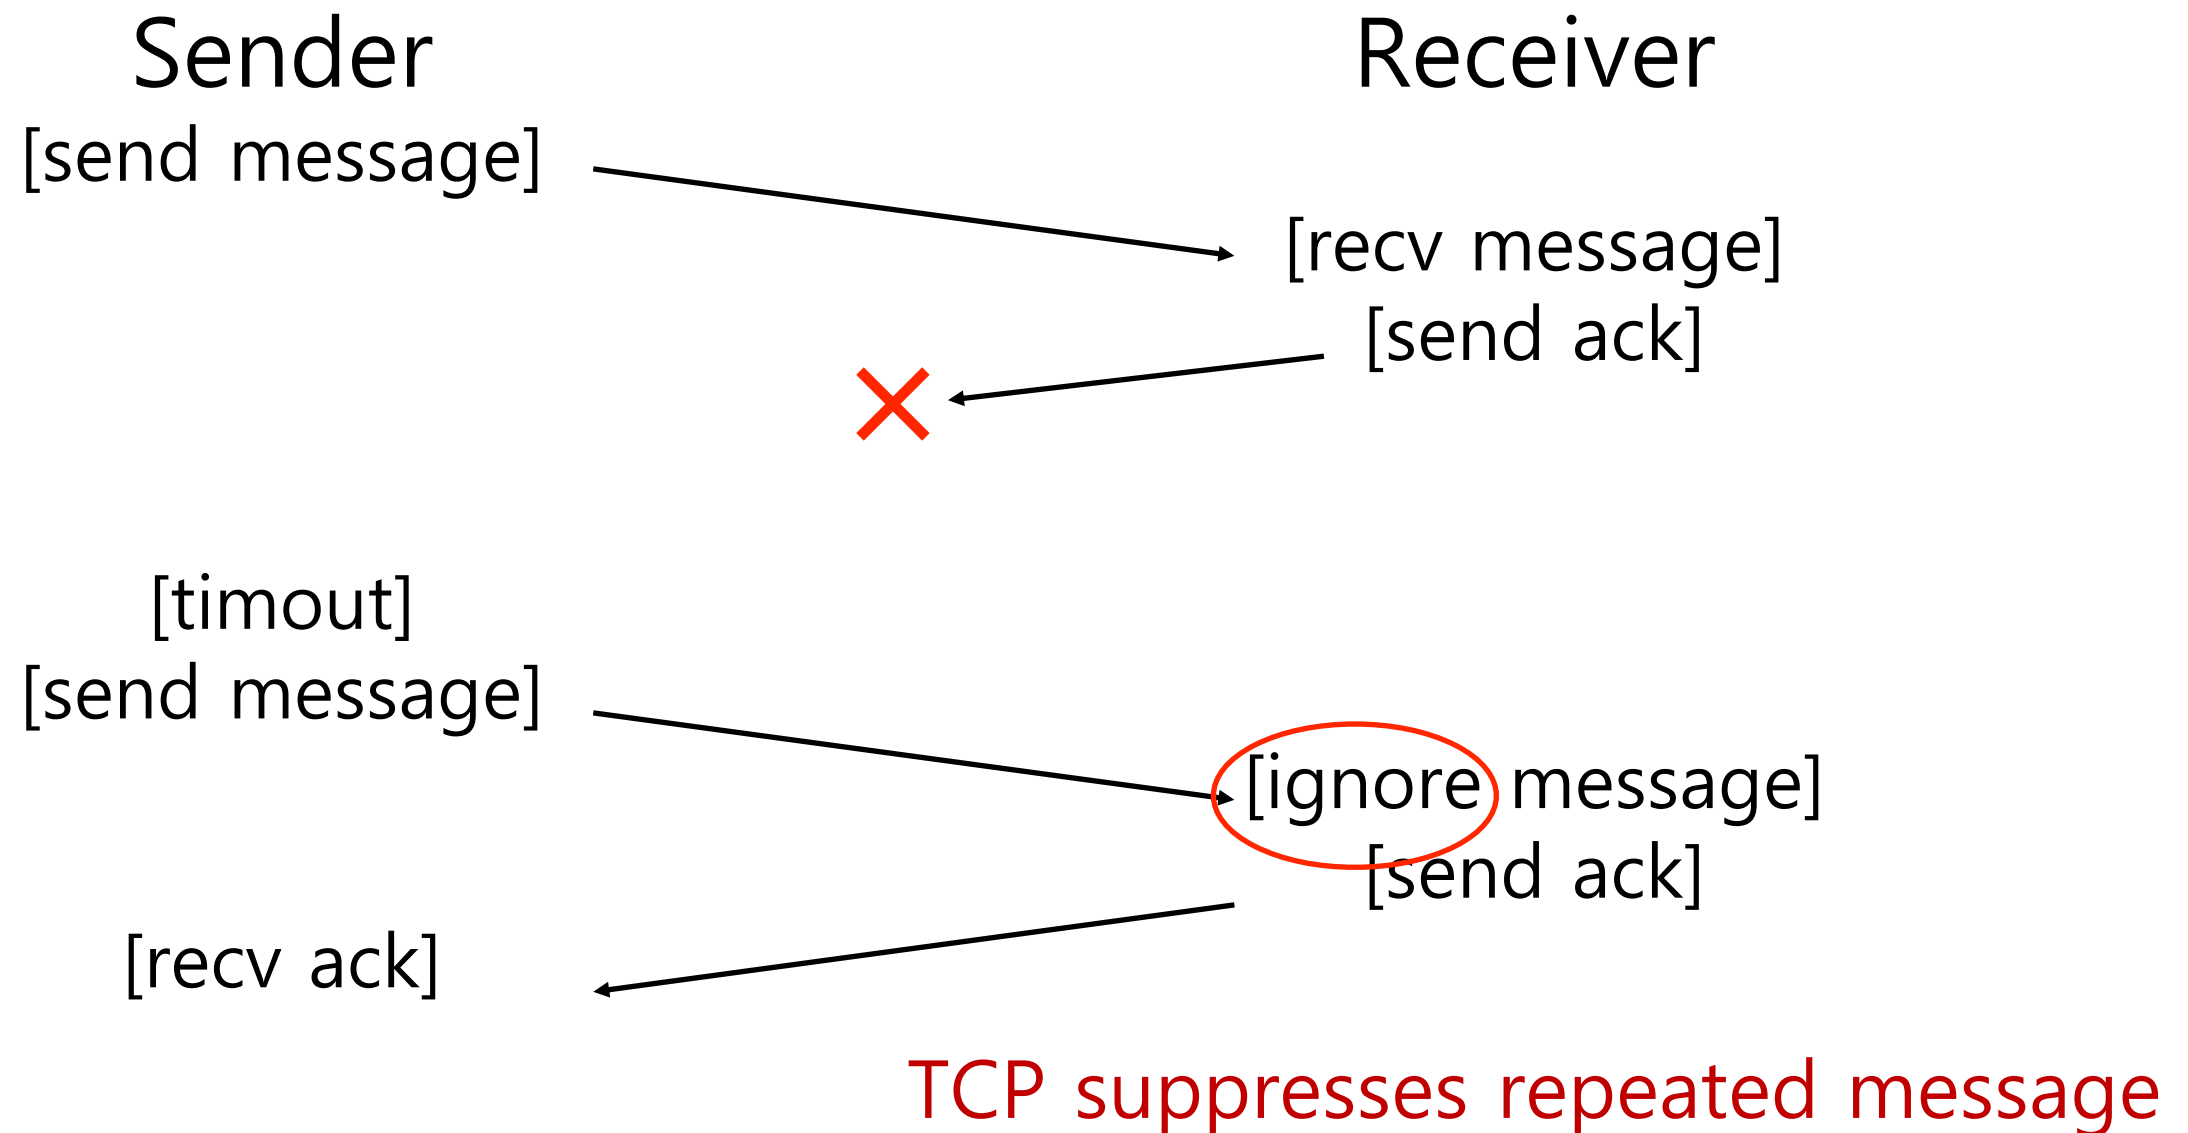 Sender
Receiver
[send message]
[recv message]
[send ack]
[timout]
[send message]
[ignore message]
[send ack]
[recv ack]
TCP suppresses repeated message